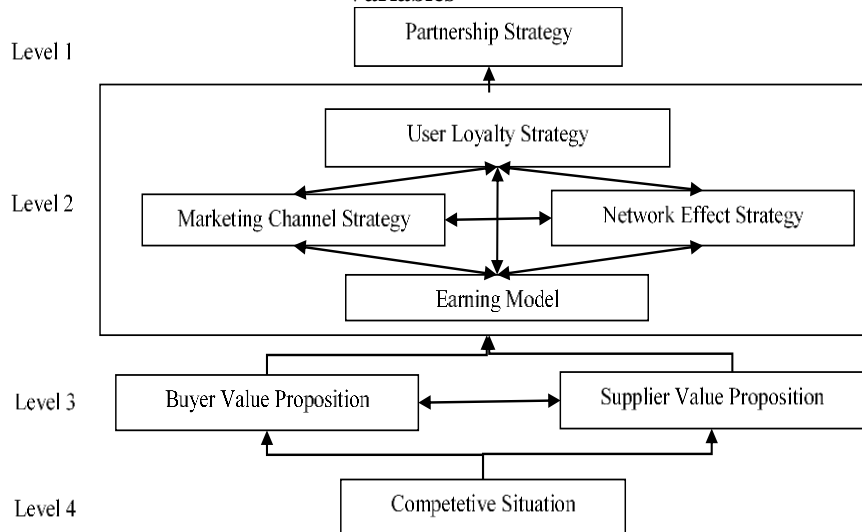 variables
Partnership Strategy
Level 1
User Loyalty Strategy
Level 2
Marketing Channel Strategy
Network Effect Strategy
Earning Model
Level 3
Buyer Value Proposition
Supplier Value Proposition
Level 4
Competetive Situation